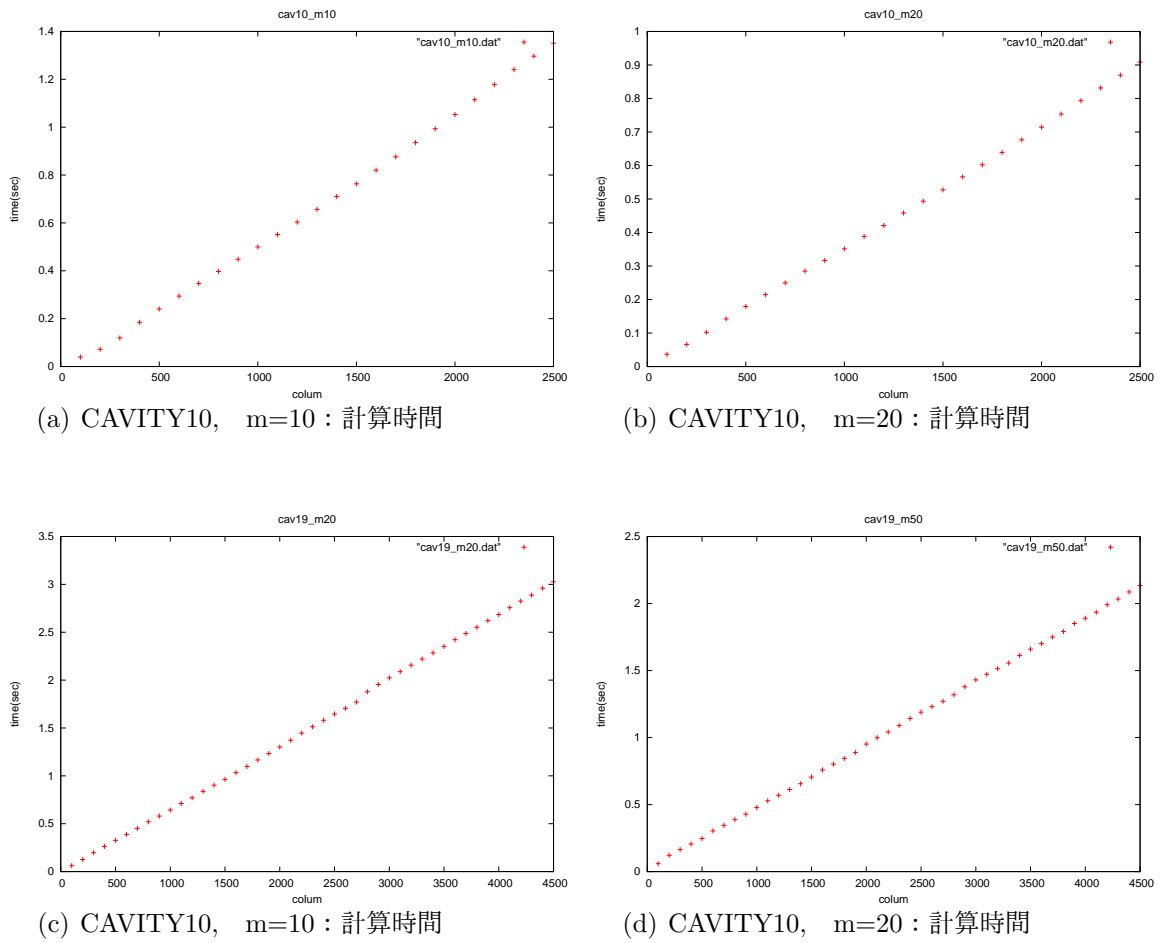 cav10_m10
"cav10_m10.dat"
1.4
1.2
1
0.8
0.6
0.4
0.2
0
time(sec)
0 500 1000 1500 2000 2500
colum
(a) CAVITY10, m=10：計算時間
cav10_m20
"cav10_m20.dat"
1
0.9
0.8
0.7
0.6
0.5
0.4
0.3
0.2
0.1
0
time(sec)
0 500 1000 1500 2000 2500
colum
(b) CAVITY10, m=20：計算時間
cav19_m20
"cav19_m20.dat"
3.5
3
2.5
2
1.5
1
0.5
0
time(sec)
0 500 1000 1500 2000 2500 3000 3500 4000 4500
colum
(c) CAVITY10, m=10：計算時間
cav19_m50
"cav19_m50.dat"
2.5
2
1.5
1
0.5
0
time(sec)
0 500 1000 1500 2000 2500 3000 3500 4000 4500
colum
(d) CAVITY10, m=20：計算時間